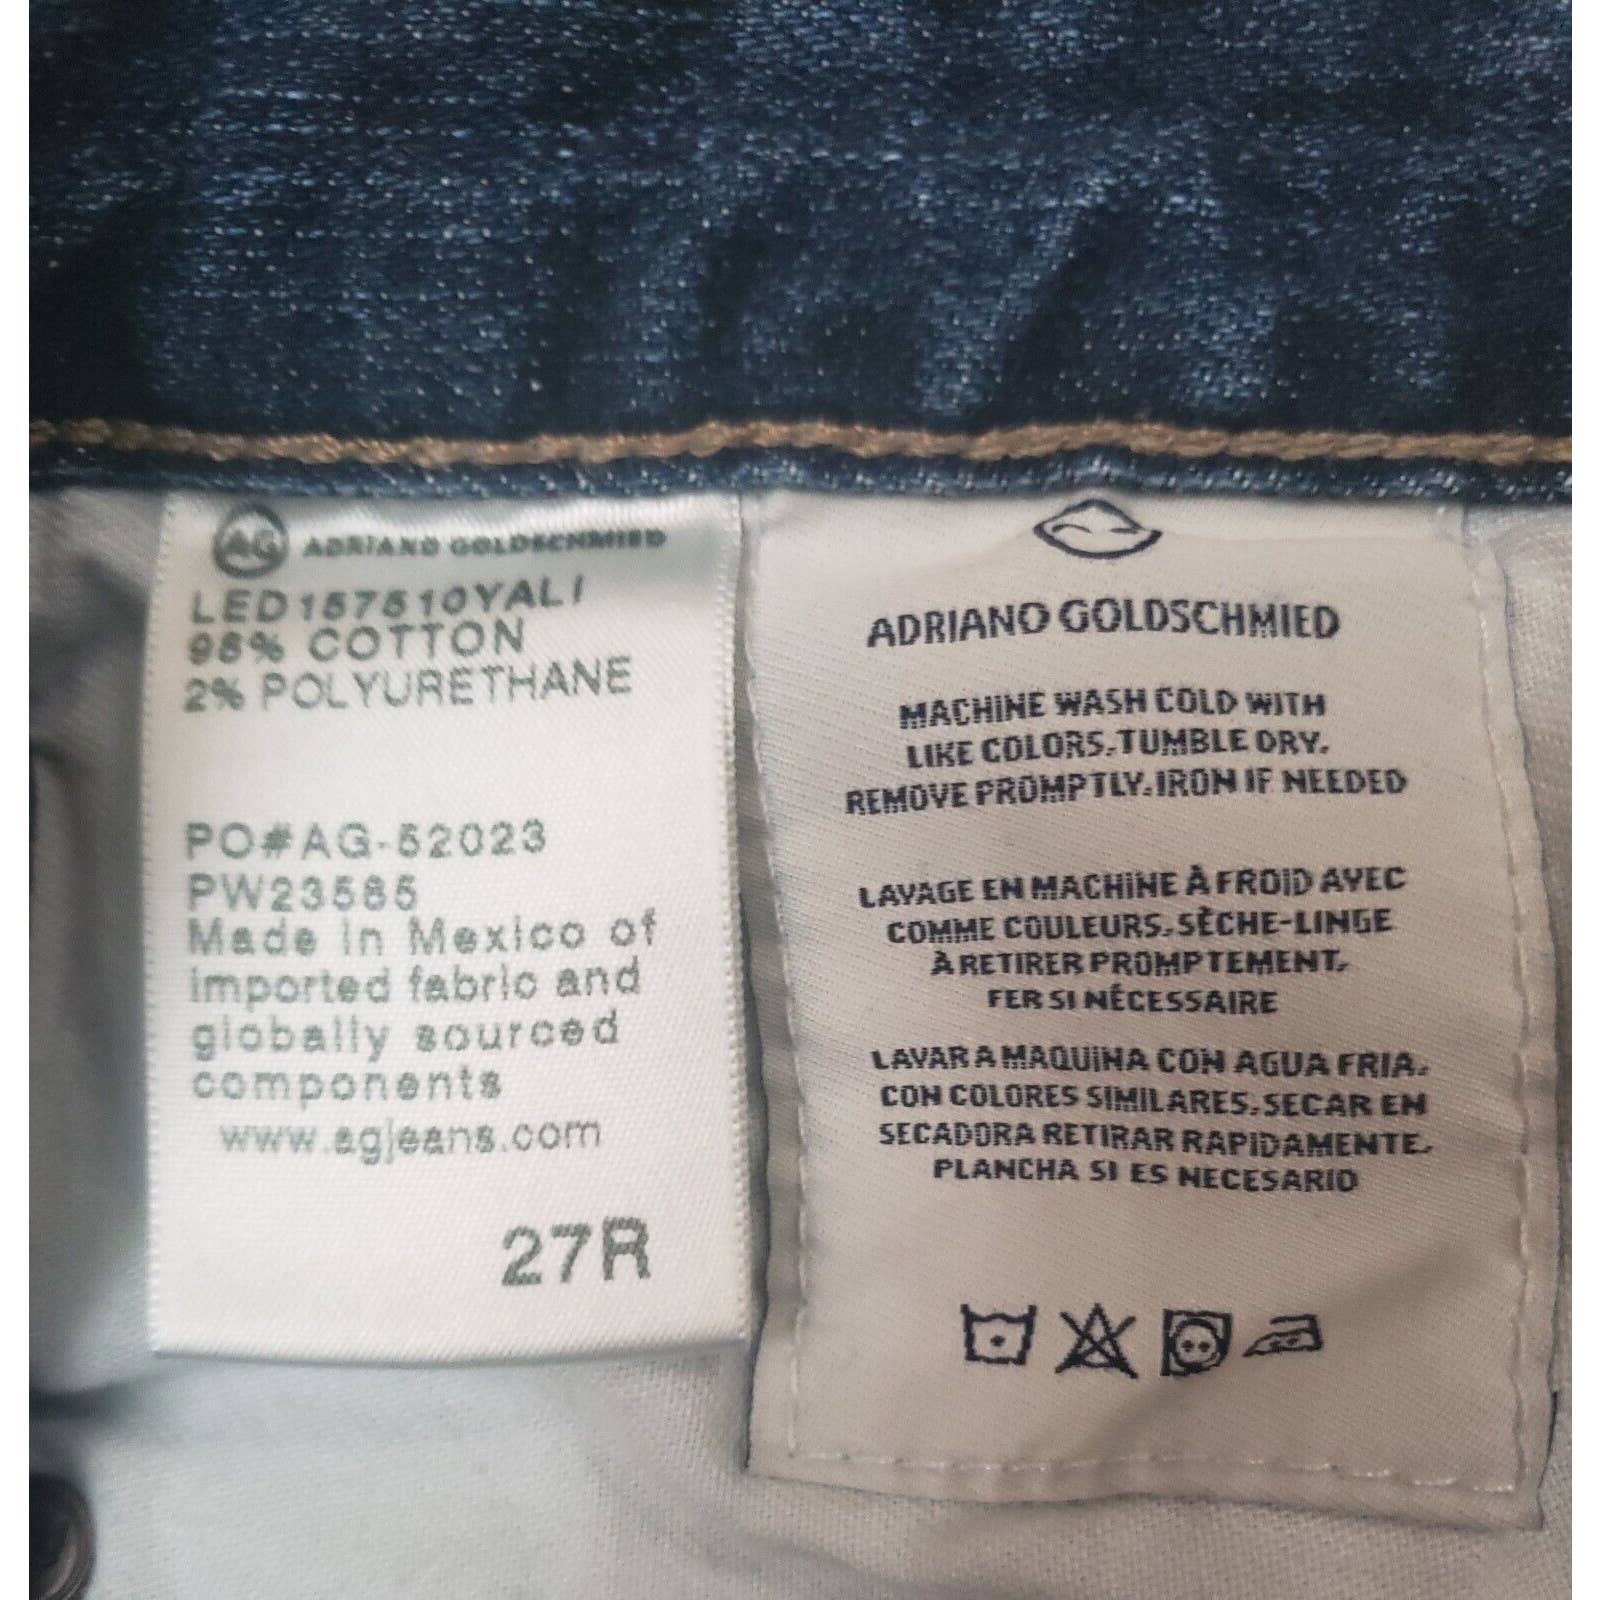 AG ADRIANO GOLDSCHMIED
LED157510YALI
98% COTTON
2% POLYURETHANE
PO#AG-52023
PW23585
Made in Mexico of
imported fabric and
globally sourced
components
www.agjeans.com
27R
ADRIANO GOLDSCHMIED
MACHINE WASH COLD WITH
LIKE COLORS. TUMBLE DRY.
REMOVE PROMPTLY. IRON IF NEEDED
LAVAGE EN MACHINE À FROID AVEC
COMME COULEURS. SÈCHE-LINGE
À RETIRER PROMPTEMENT.
FER SI NÉCESSAIRE
LAVAR A MAQUINA CON AGUA FRIA.
CON COLORES SIMILARES. SECAR EN
SECADORA RETIRAR RAPIDAMENTE.
PLANCHA SI ES NECESARIO